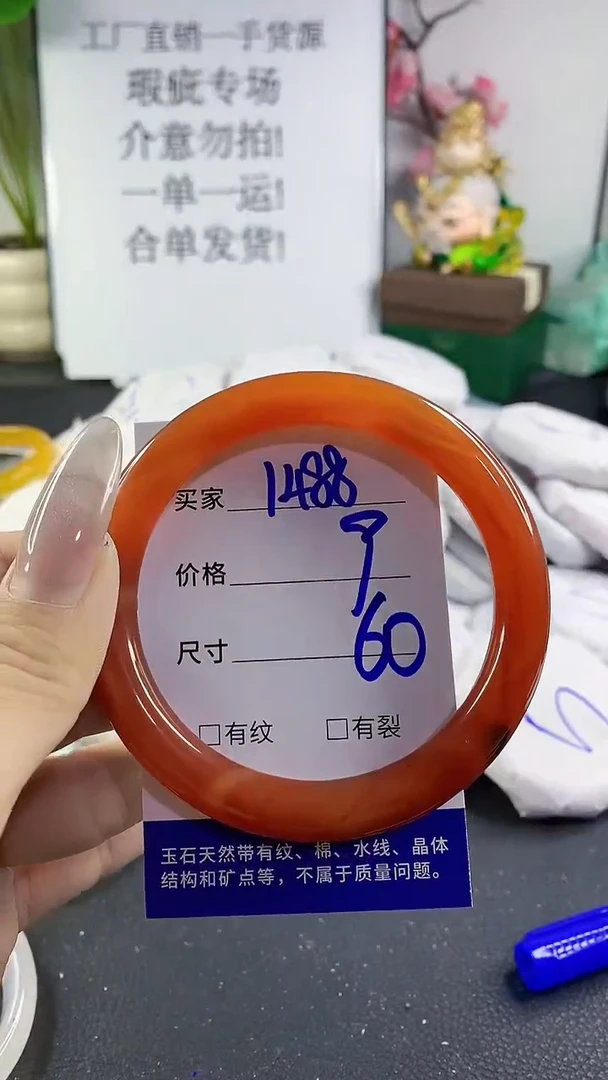 工厂直销一手货源
瑕疵专场
介意勿拍!
一单一运!
合单发货!
买家 1488
价格
尺寸 60
□有纹 □有裂
玉石天然带有纹、棉、水线、晶体
结构和矿点等，不属于质量问题。